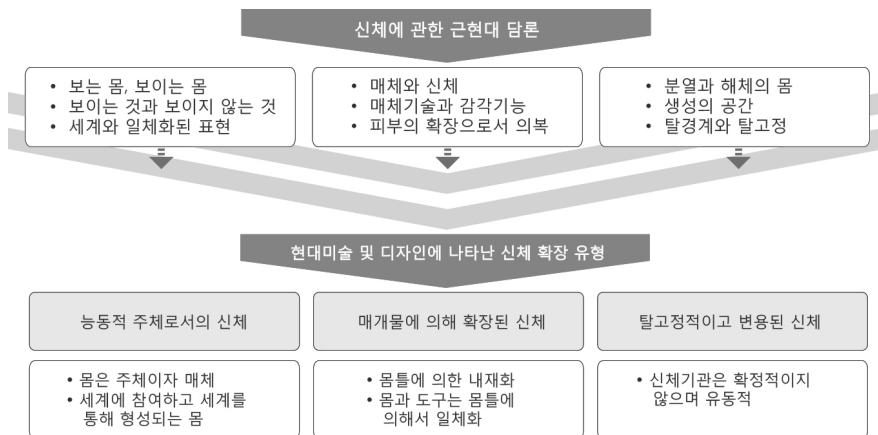 신체에 관한 근현대 담론
• 보는 몸, 보이는 몸
• 보이는 것과 보이지 않는 것
• 세계와 일체화된 표현
• 매체와 신체
• 매체기술과 감각기능
• 피부의 확장으로서 의복
• 분열과 해체의 몸
• 생성의 공간
• 탈경계와 탈고정
현대미술 및 디자인에 나타난 신체 확장 유형
능동적 주체로서의 신체
매개물에 의해 확장된 신체
탈고정적이고 변용된 신체
• 몸은 주체이자 매체
• 세계에 참여하고 세계를
통해 형성되는 몸
• 몸틀에 의한 내재화
• 몸과 도구는 몸틀에
의해서 일체화
• 신체기관은 확정적이지
않으며 유동적